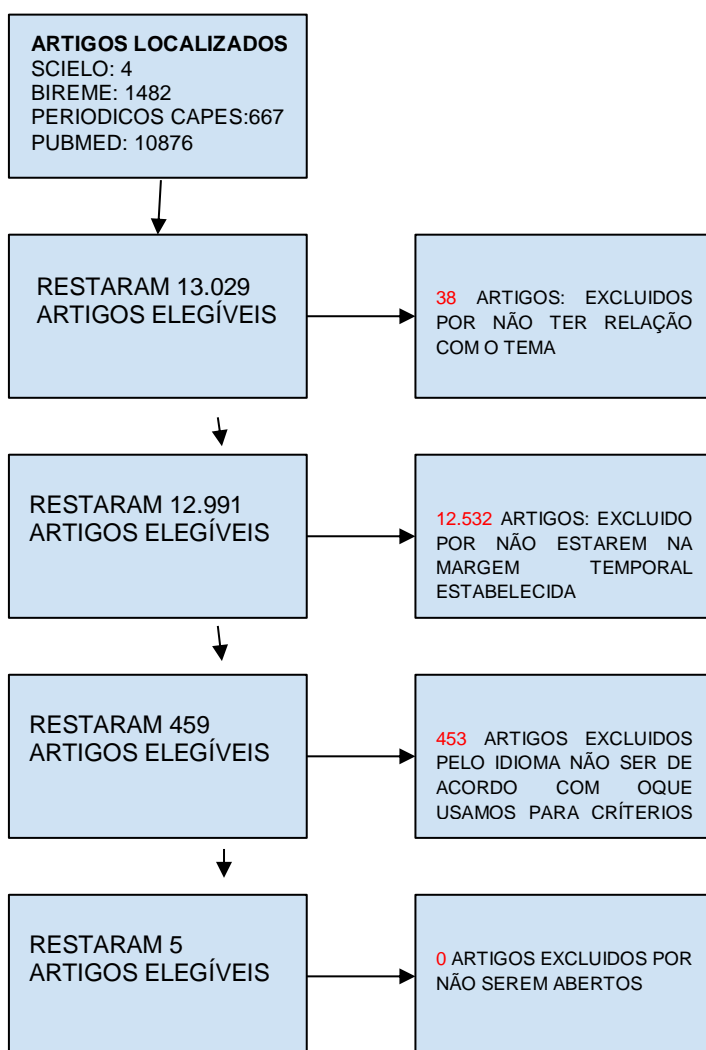 ARTIGOS LOCALIZADOS
SCIELO: 4
BIREME: 1482
PERIODICOS CAPES:667
PUBMED: 10876
RESTARAM 13.029
ARTIGOS ELEGÍVEIS
38 ARTIGOS: EXCLUIDOS
POR NÃO TER RELAÇÃO
COM O TEMA
RESTARAM 12.991
ARTIGOS ELEGÍVEIS
12.532 ARTIGOS: EXCLUIDO
POR NÃO ESTAREM NA
MARGEM TEMPORAL
ESTABELECIDA
RESTARAM 459
ARTIGOS ELEGÍVEIS
453 ARTIGOS EXCLUIDOS
PELO IDIOMA NÃO SER DE
ACORDO COM OQUE
USAMOS PARA CRÍTERIOS
RESTARAM 5
ARTIGOS ELEGÍVEIS
0 ARTIGOS EXCLUIDOS POR
NÃO SEREM ABERTOS